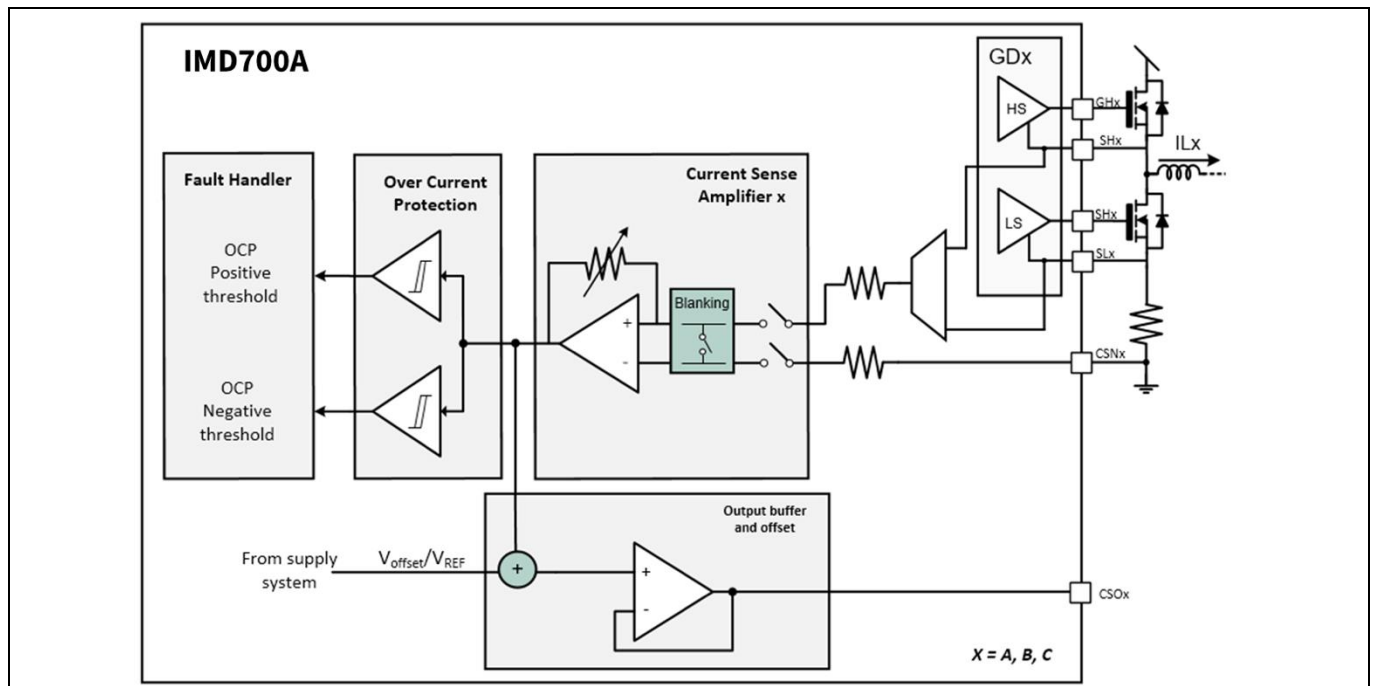 IMD700A
GDx
HS
GHx
SHx
ILx
LS
SHx
SLx
CSNx
Fault Handler
OCP
Positive
threshold
OCP
Negative
threshold
Over Current
Protection
Current Sense
Amplifier x
Blanking
+
-
Output buffer
and offset
From supply
system
Voffset/VREF
+
+
-
CSOx
X = A, B, C